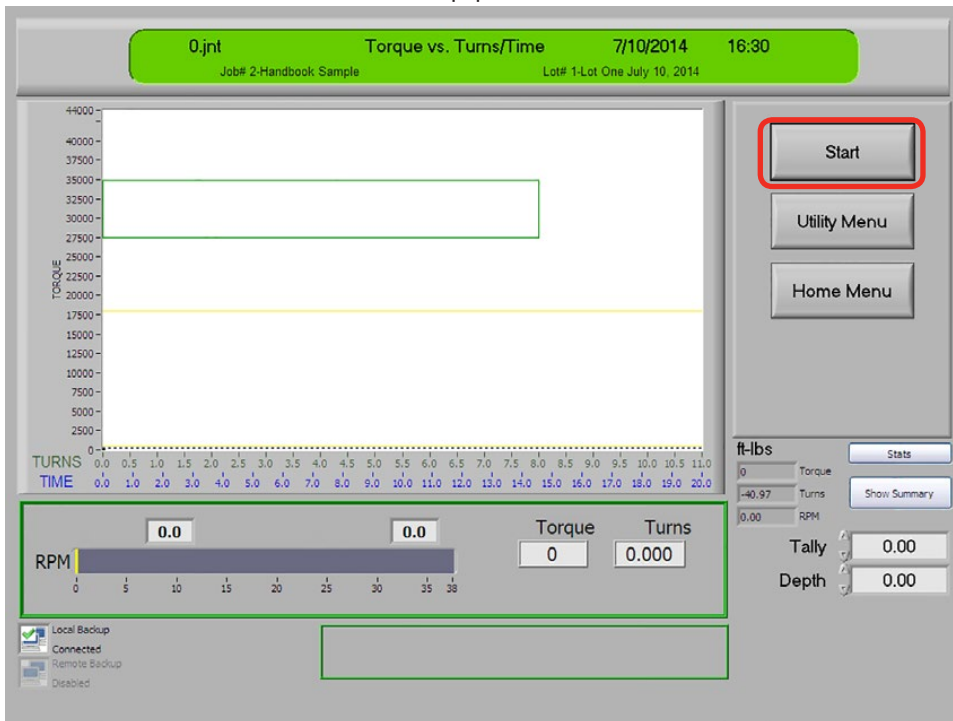 0.jnt Torque vs. Turns/Time 7/10/2014 16:30
Job# 2-Handbook Sample Lot# 1-Lot One July 10, 2014
44000
40000
37500
35000
32500
30000
27500
25000
22500
20000
17500
15000
12500
10000
7500
5000
2500
0
TORQUE
TURNS 0.0 0.5 1.0 1.5 2.0 2.5 3.0 3.5 4.0 4.5 5.0 5.5 6.0 6.5 7.0 7.5 8.0 8.5 9.0 9.5 10.0 10.5 11.0
TIME 0.0 1.0 2.0 3.0 4.0 5.0 6.0 7.0 8.0 9.0 10.0 11.0 12.0 13.0 14.0 15.0 16.0 17.0 18.0 19.0 20.0
Start
Utility Menu
Home Menu
ft-lbs
Stats
0 Torque
-40.97 Turns
Show Summary
0.00 RPM
Tally 0.00
Depth 0.00
0.0 0.0
Torque Turns
0 0.000
RPM
0 5 10 15 20 25 30 35 38
Local Backup
Connected
Remote Backup
Disabled